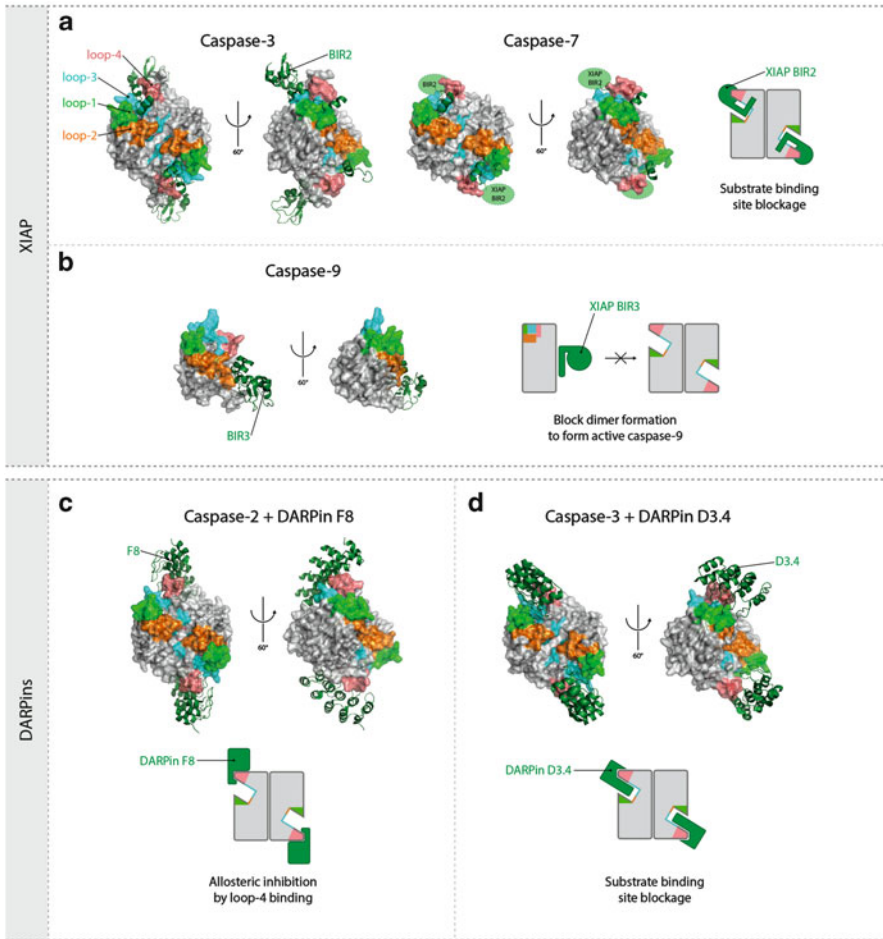 XIAP
a
Caspase-3
Caspase-7
loop-4
loop-3
loop-1
loop-2
BIR2
60°
BIR2
XIAP
BIR2
60°
XIAP
BIR2
XIAP BIR2
Substrate binding
site blockage
b
Caspase-9
BIR3
60°
XIAP BIR3
Block dimer formation
to form active caspase-9
DARPins
c
Caspase-2 + DARPin F8
F8
60°
DARPin F8
Allosteric inhibition
by loop-4 binding
d
Caspase-3 + DARPin D3.4
D3.4
60°
DARPin D3.4
Substrate binding
site blockage